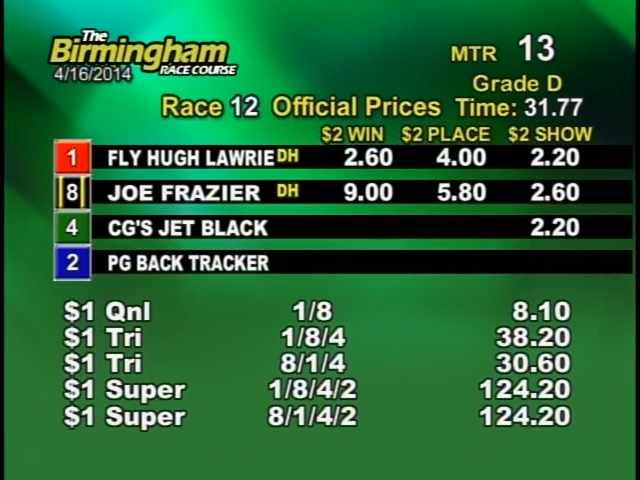 The
Birmingham
RACE COURSE
4/16/2014
MTR 13
Grade D
Race 12 Official Prices Time: 31.77
$2 WIN $2 PLACE $2 SHOW
1 FLY HUGH LAWRIE DH 2.60 4.00 2.20
8 JOE FRAZIER DH 9.00 5.80 2.60
4 CG'S JET BLACK 2.20
2 PG BACK TRACKER
$1 Qnl 1/8 8.10
$1 Tri 1/8/4 38.20
$1 Tri 8/1/4 30.60
$1 Super 1/8/4/2 124.20
$1 Super 8/1/4/2 124.20